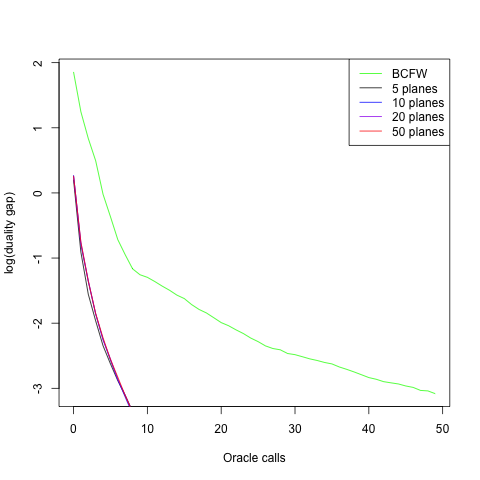 BCFW
5 planes
10 planes
20 planes
50 planes
log(duality gap)
2
1
0
-1
-2
-3
0 10 20 30 40 50
Oracle calls